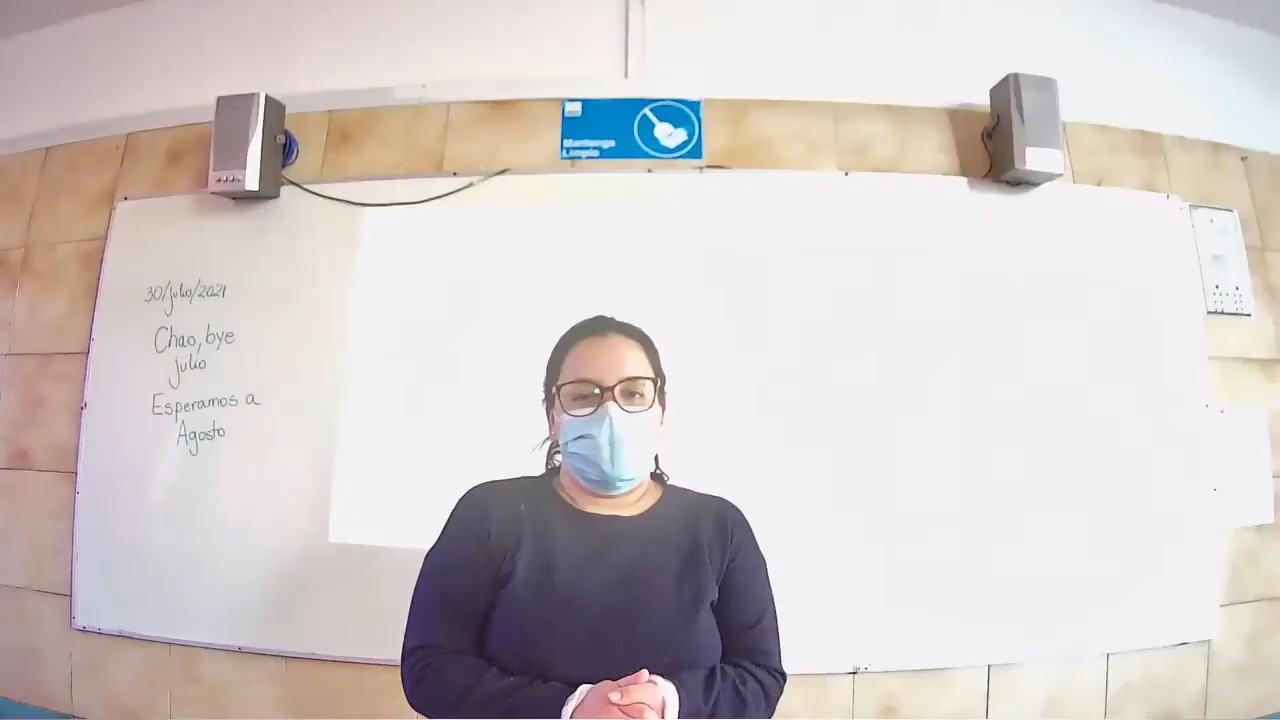 Mantenga
Limpio
30/julio/2021
Chao, bye
julio
Esperamos a
Agosto